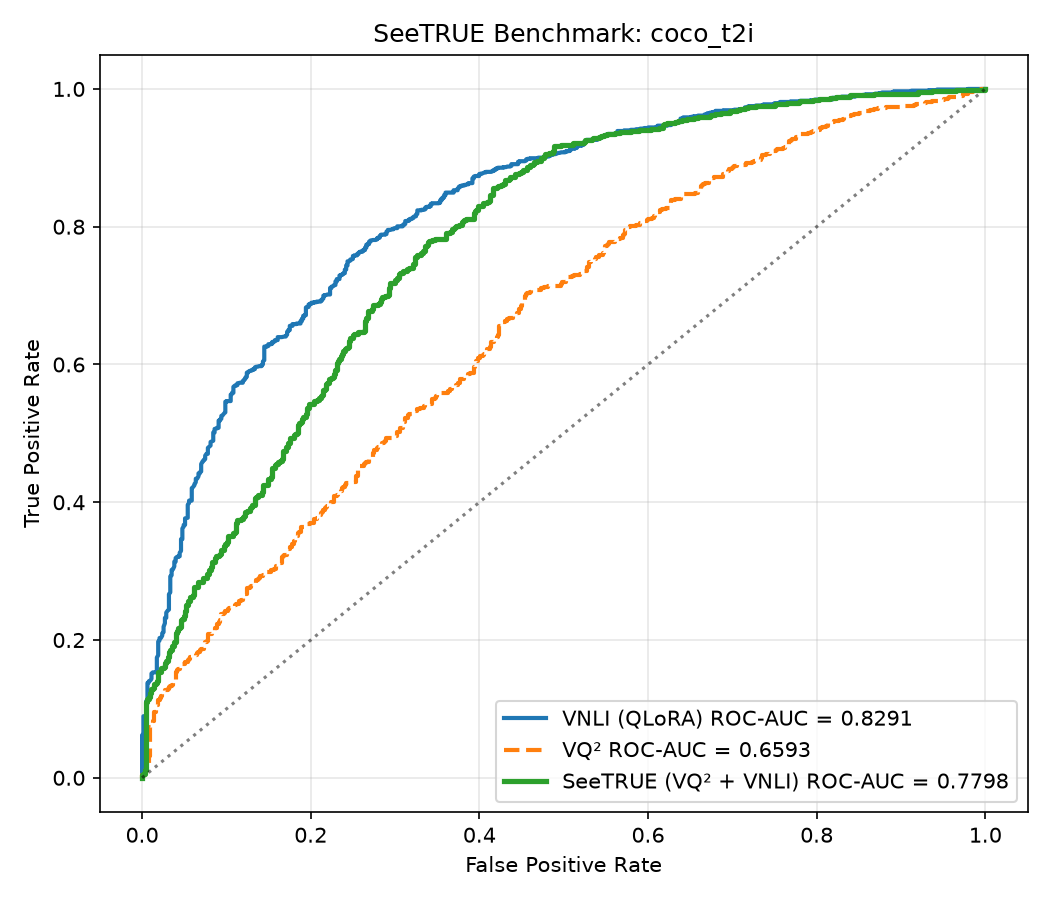 SeeTRUE Benchmark: coco_t2i
True Positive Rate
1.0
0.8
0.6
0.4
0.2
0.0
VNLI (QLoRA) ROC-AUC = 0.8291
VQ² ROC-AUC = 0.6593
SeeTRUE (VQ² + VNLI) ROC-AUC = 0.7798
0.0 0.2 0.4 0.6 0.8 1.0
False Positive Rate